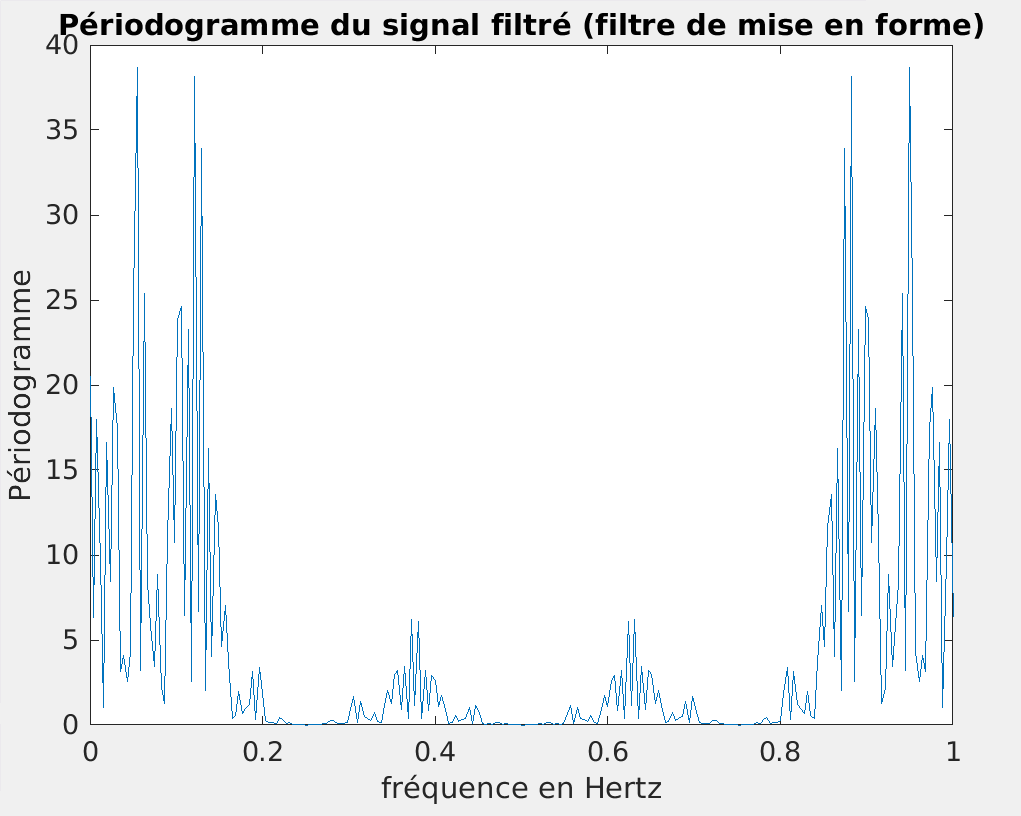 Périodogramme du signal filtré (filtre de mise en forme)
40
35
30
25
20
15
10
5
0
Périodogramme
0 0.2 0.4 0.6 0.8 1
fréquence en Hertz